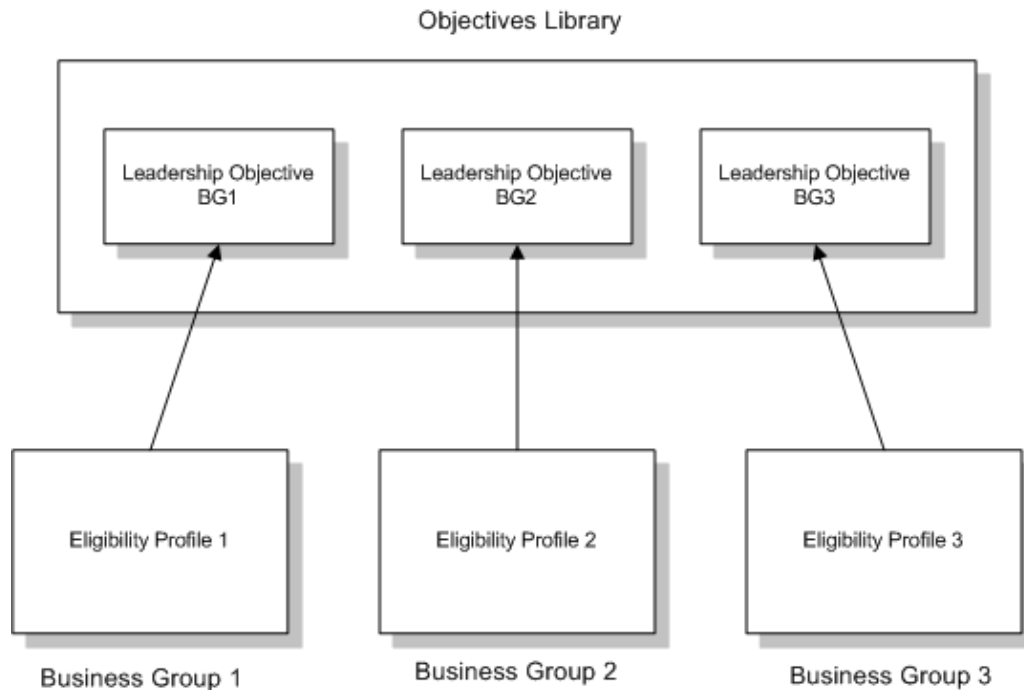 Objectives Library
Leadership Objective
BG1
Leadership Objective
BG2
Leadership Objective
BG3
Eligibility Profile 1
Eligibility Profile 2
Eligibility Profile 3
Business Group 1
Business Group 2
Business Group 3